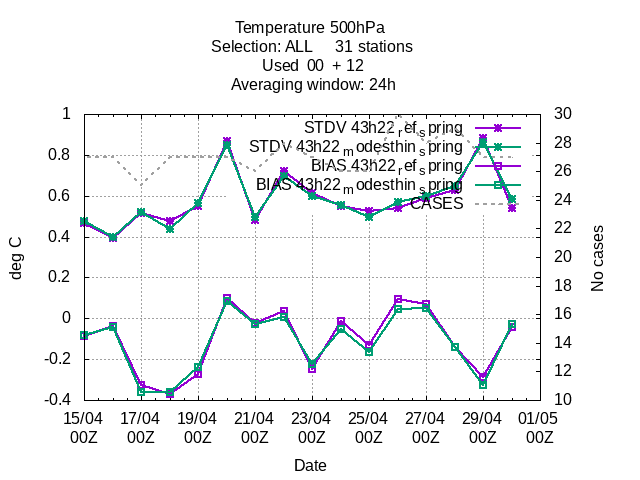 Temperature 500hPa
Selection: ALL 31 stations
Used 00 + 12
Averaging window: 24h
STDV 43h22_ref_spring
STDV 43h22_modesthin_spring
BIAS 43h22_ref_spring
BIAS 43h22_modesthin_spring
CASES
deg C
1
0.8
0.6
0.4
0.2
0
-0.2
-0.4
No cases
30
28
26
24
22
20
18
16
14
12
10
15/04 17/04 19/04 21/04 23/04 25/04 27/04 29/04 01/05
00Z 00Z 00Z 00Z 00Z 00Z 00Z 00Z 00Z
Date